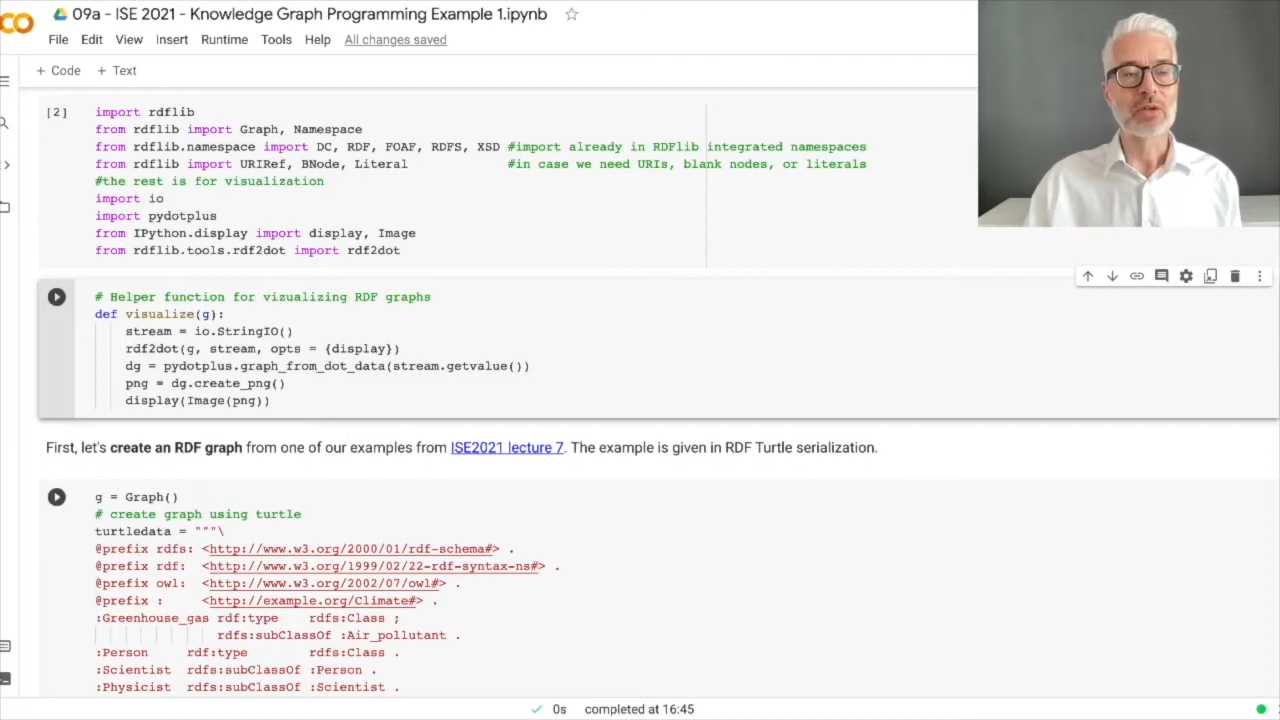 CO
09a - ISE 2021 - Knowledge Graph Programming Example 1.ipynb
File Edit View Insert Runtime Tools Help All changes saved
+ Code + Text
[2]
import rdflib
from rdflib import Graph, Namespace
from rdflib.namespace import DC, RDF, FOAF, RDFS, XSD #import already in RDFlib integrated namespaces
from rdflib import URIRef, BNode, Literal #in case we need URIs, blank nodes, or literals
#the rest is for visualization
import io
import pydotplus
from IPython.display import display, Image
from rdflib.tools.rdf2dot import rdf2dot
# Helper function for vizualizing RDF graphs
def visualize(g):
stream = io.StringIO()
rdf2dot(g, stream, opts = {display})
dg = pydotplus.graph_from_dot_data(stream.getvalue())
png = dg.create_png()
display(Image(png))
First, let's create an RDF graph from one of our examples from ISE2021 lecture 7. The example is given in RDF Turtle serialization.
g = Graph()
# create graph using turtle
turtledata = """\
@prefix rdfs: <http://www.w3.org/2000/01/rdf-schema#> .
@prefix rdf: <http://www.w3.org/1999/02/22-rdf-syntax-ns#> .
@prefix owl: <http://www.w3.org/2002/07/owl#> .
@prefix : <http://example.org/Climate#> .
:Greenhouse_gas rdf:type rdfs:Class ;
rdfs:subClassOf :Air_pollutant .
:Person rdf:type rdfs:Class .
:Scientist rdfs:subClassOf :Person .
:Physicist rdfs:subClassOf :Scientist .
0s completed at 16:45